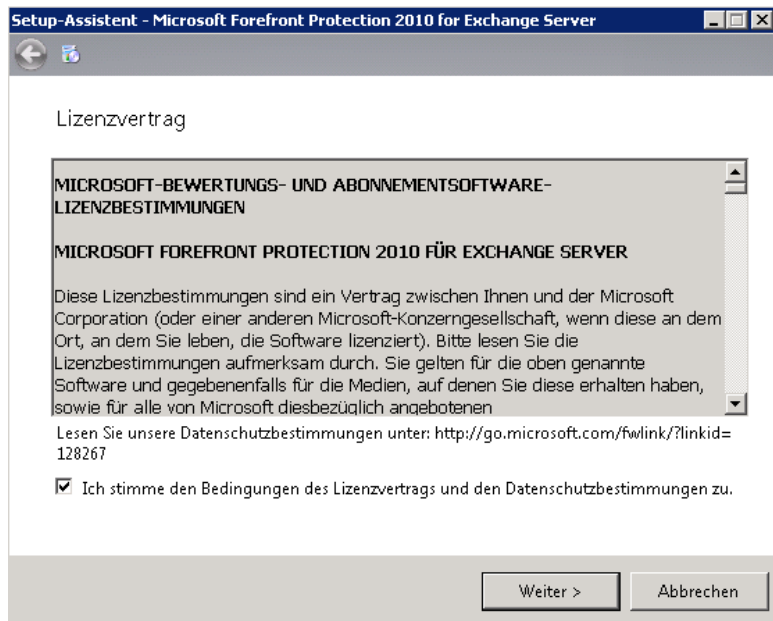 Setup-Assistent - Microsoft Forefront Protection 2010 for Exchange Server
Lizenzvertrag
MICROSOFT-BEWERTUNGS- UND ABONNEMENTSOFTWARE-
LIZENZBESTIMMUNGEN
MICROSOFT FOREFRONT PROTECTION 2010 FÜR EXCHANGE SERVER
Diese Lizenzbestimmungen sind ein Vertrag zwischen Ihnen und der Microsoft
Corporation (oder einer anderen Microsoft-Konzerngesellschaft, wenn diese an dem
Ort, an dem Sie leben, die Software lizenziert). Bitte lesen Sie die
Lizenzbestimmungen aufmerksam durch. Sie gelten für die oben genannte
Software und gegebenenfalls für die Medien, auf denen Sie diese erhalten haben,
sowie für alle von Microsoft diesbezüglich angebotenen
Lesen Sie unsere Datenschutzbestimmungen unter: http://go.microsoft.com/fwlink/?linkid=
128267
Ich stimme den Bedingungen des Lizenzvertrags und den Datenschutzbestimmungen zu.
Weiter >
Abbrechen